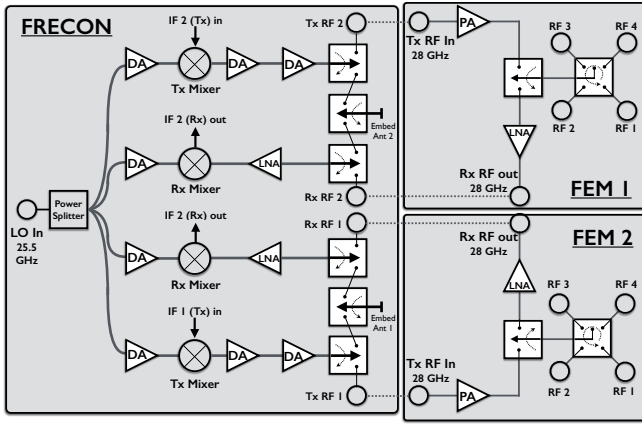 FRECON
IF 2 (Tx) in
DA
DA
DA
Tx Mixer
IF 2 (Rx) out
DA
LNA
Rx Mixer
Embed
Ant 2
Tx RF 2
Rx RF 2
LO In
25.5
GHz
Power
Splitter
IF 2 (Rx) out
DA
LNA
Rx Mixer
Rx RF 1
IF 1 (Tx) in
DA
DA
DA
Tx Mixer
Embed
Ant 1
Tx RF 1
Tx RF In
28 GHz
PA
RF 3
RF 4
RF 2
RF 1
LNA
Rx RF out
28 GHz
FEM 1
Rx RF out
28 GHz
FEM 2
LNA
RF 3
RF 4
RF 2
RF 1
Tx RF In
28 GHz
PA